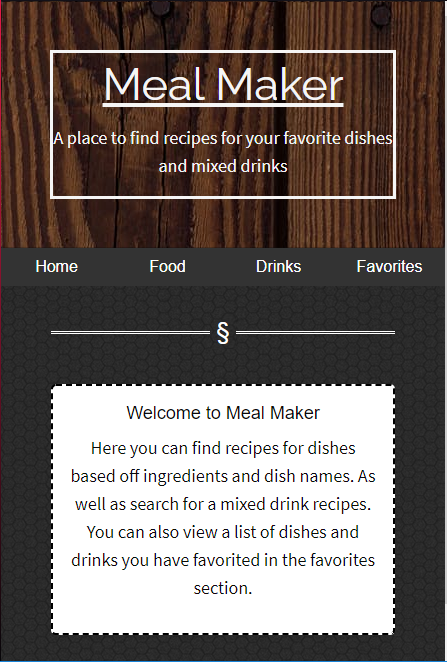 Meal Maker
A place to find recipes for your favorite dishes
and mixed drinks
Home Food Drinks Favorites
§
Welcome to Meal Maker
Here you can find recipes for dishes
based off ingredients and dish names. As
well as search for a mixed drink recipes.
You can also view a list of dishes and
drinks you have favorited in the favorites
section.